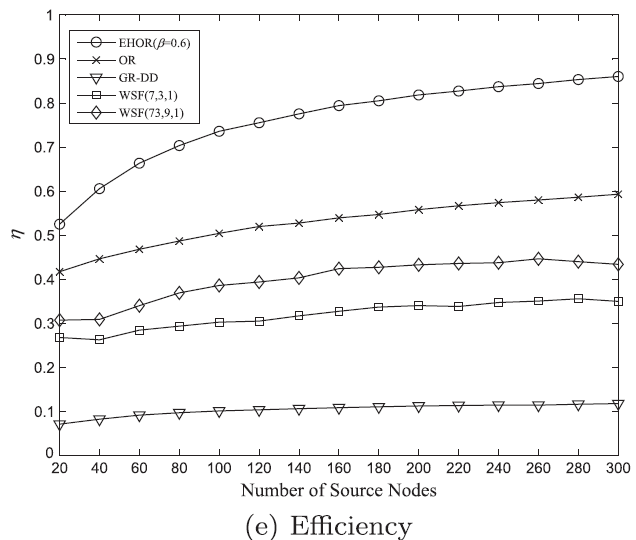 1
0.9
0.8
0.7
0.6
0.5
0.4
0.3
0.2
0.1
0
η
EHOR(β=0.6)
OR
GR-DD
WSF(7,3,1)
WSF(73,9,1)
20 40 60 80 100 120 140 160 180 200 220 240 260 280 300
Number of Source Nodes
(e) Efficiency